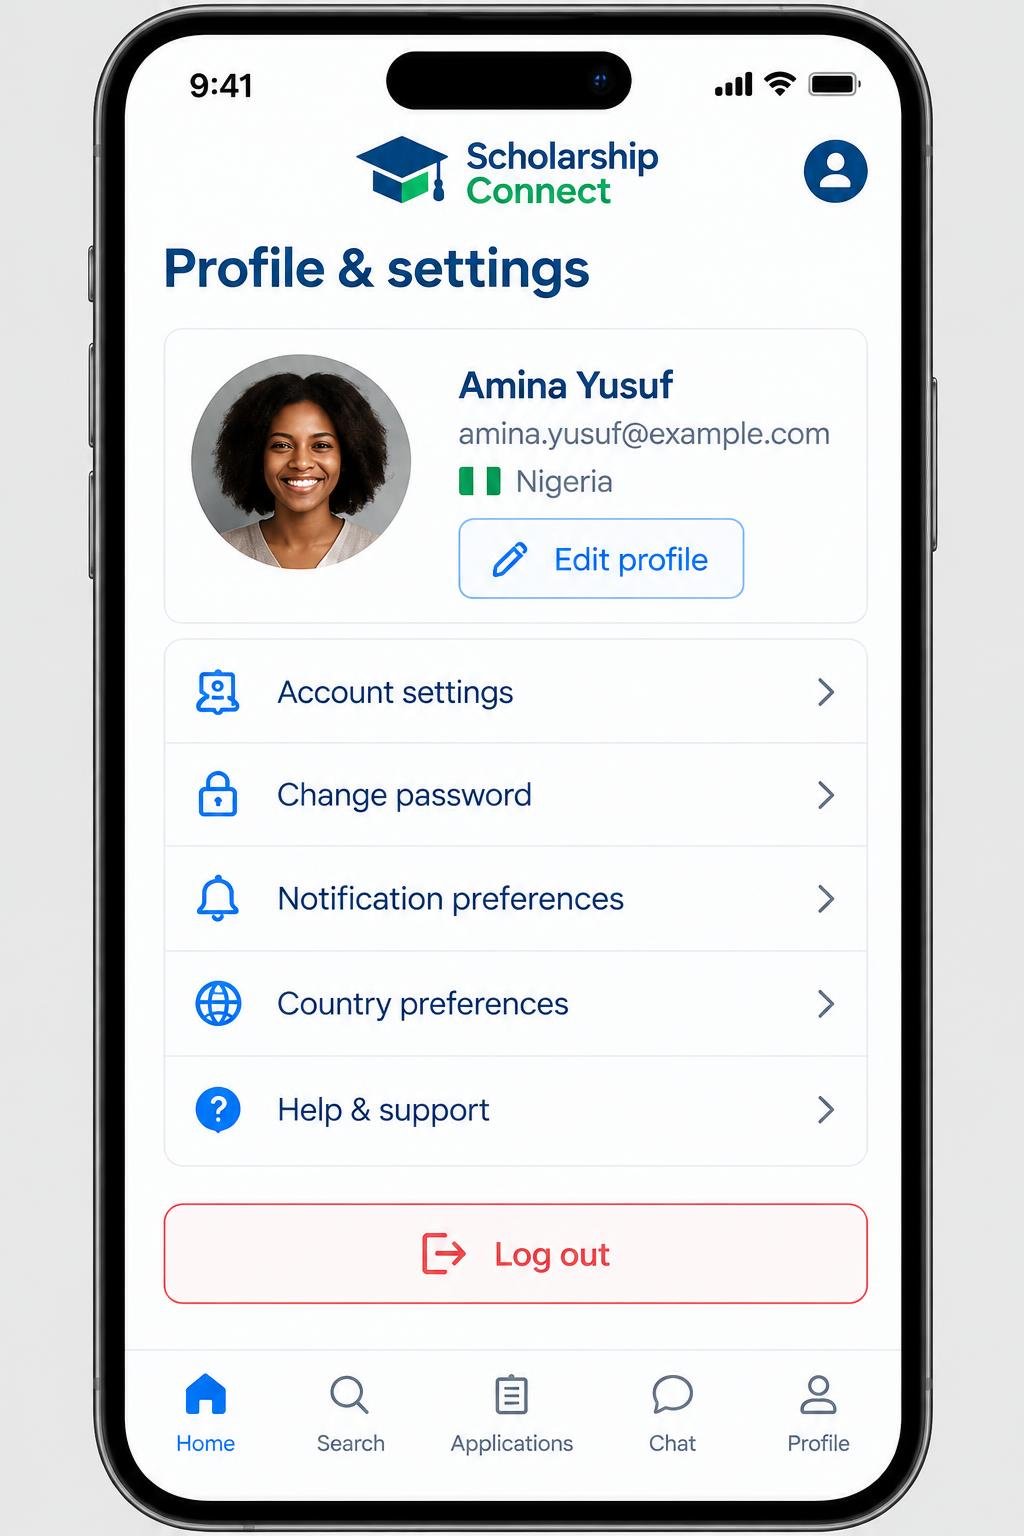 9:41
Scholarship
Connect
Profile & settings
Amina Yusuf
amina.yusuf@example.com
Nigeria
Edit profile
Account settings
Change password
Notification preferences
Country preferences
?
Help & support
Log out
Home
Search
Applications
Chat
Profile